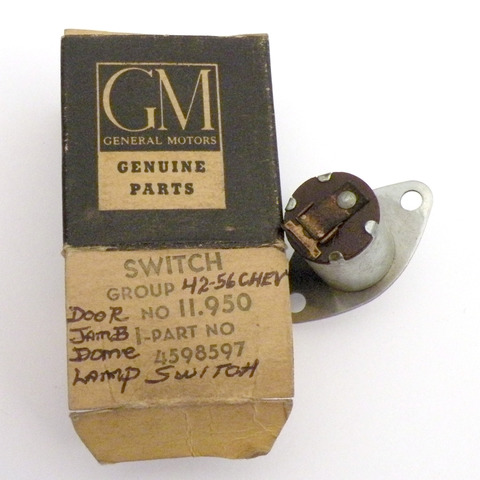 GM
GENERAL MOTORS
GENUINE
PARTS
SWITCH
GROUP 42-56 CHEV
DOOR NO 11.950
JAMB 1-PART NO
DOME 4598597
LAMP SWITCH